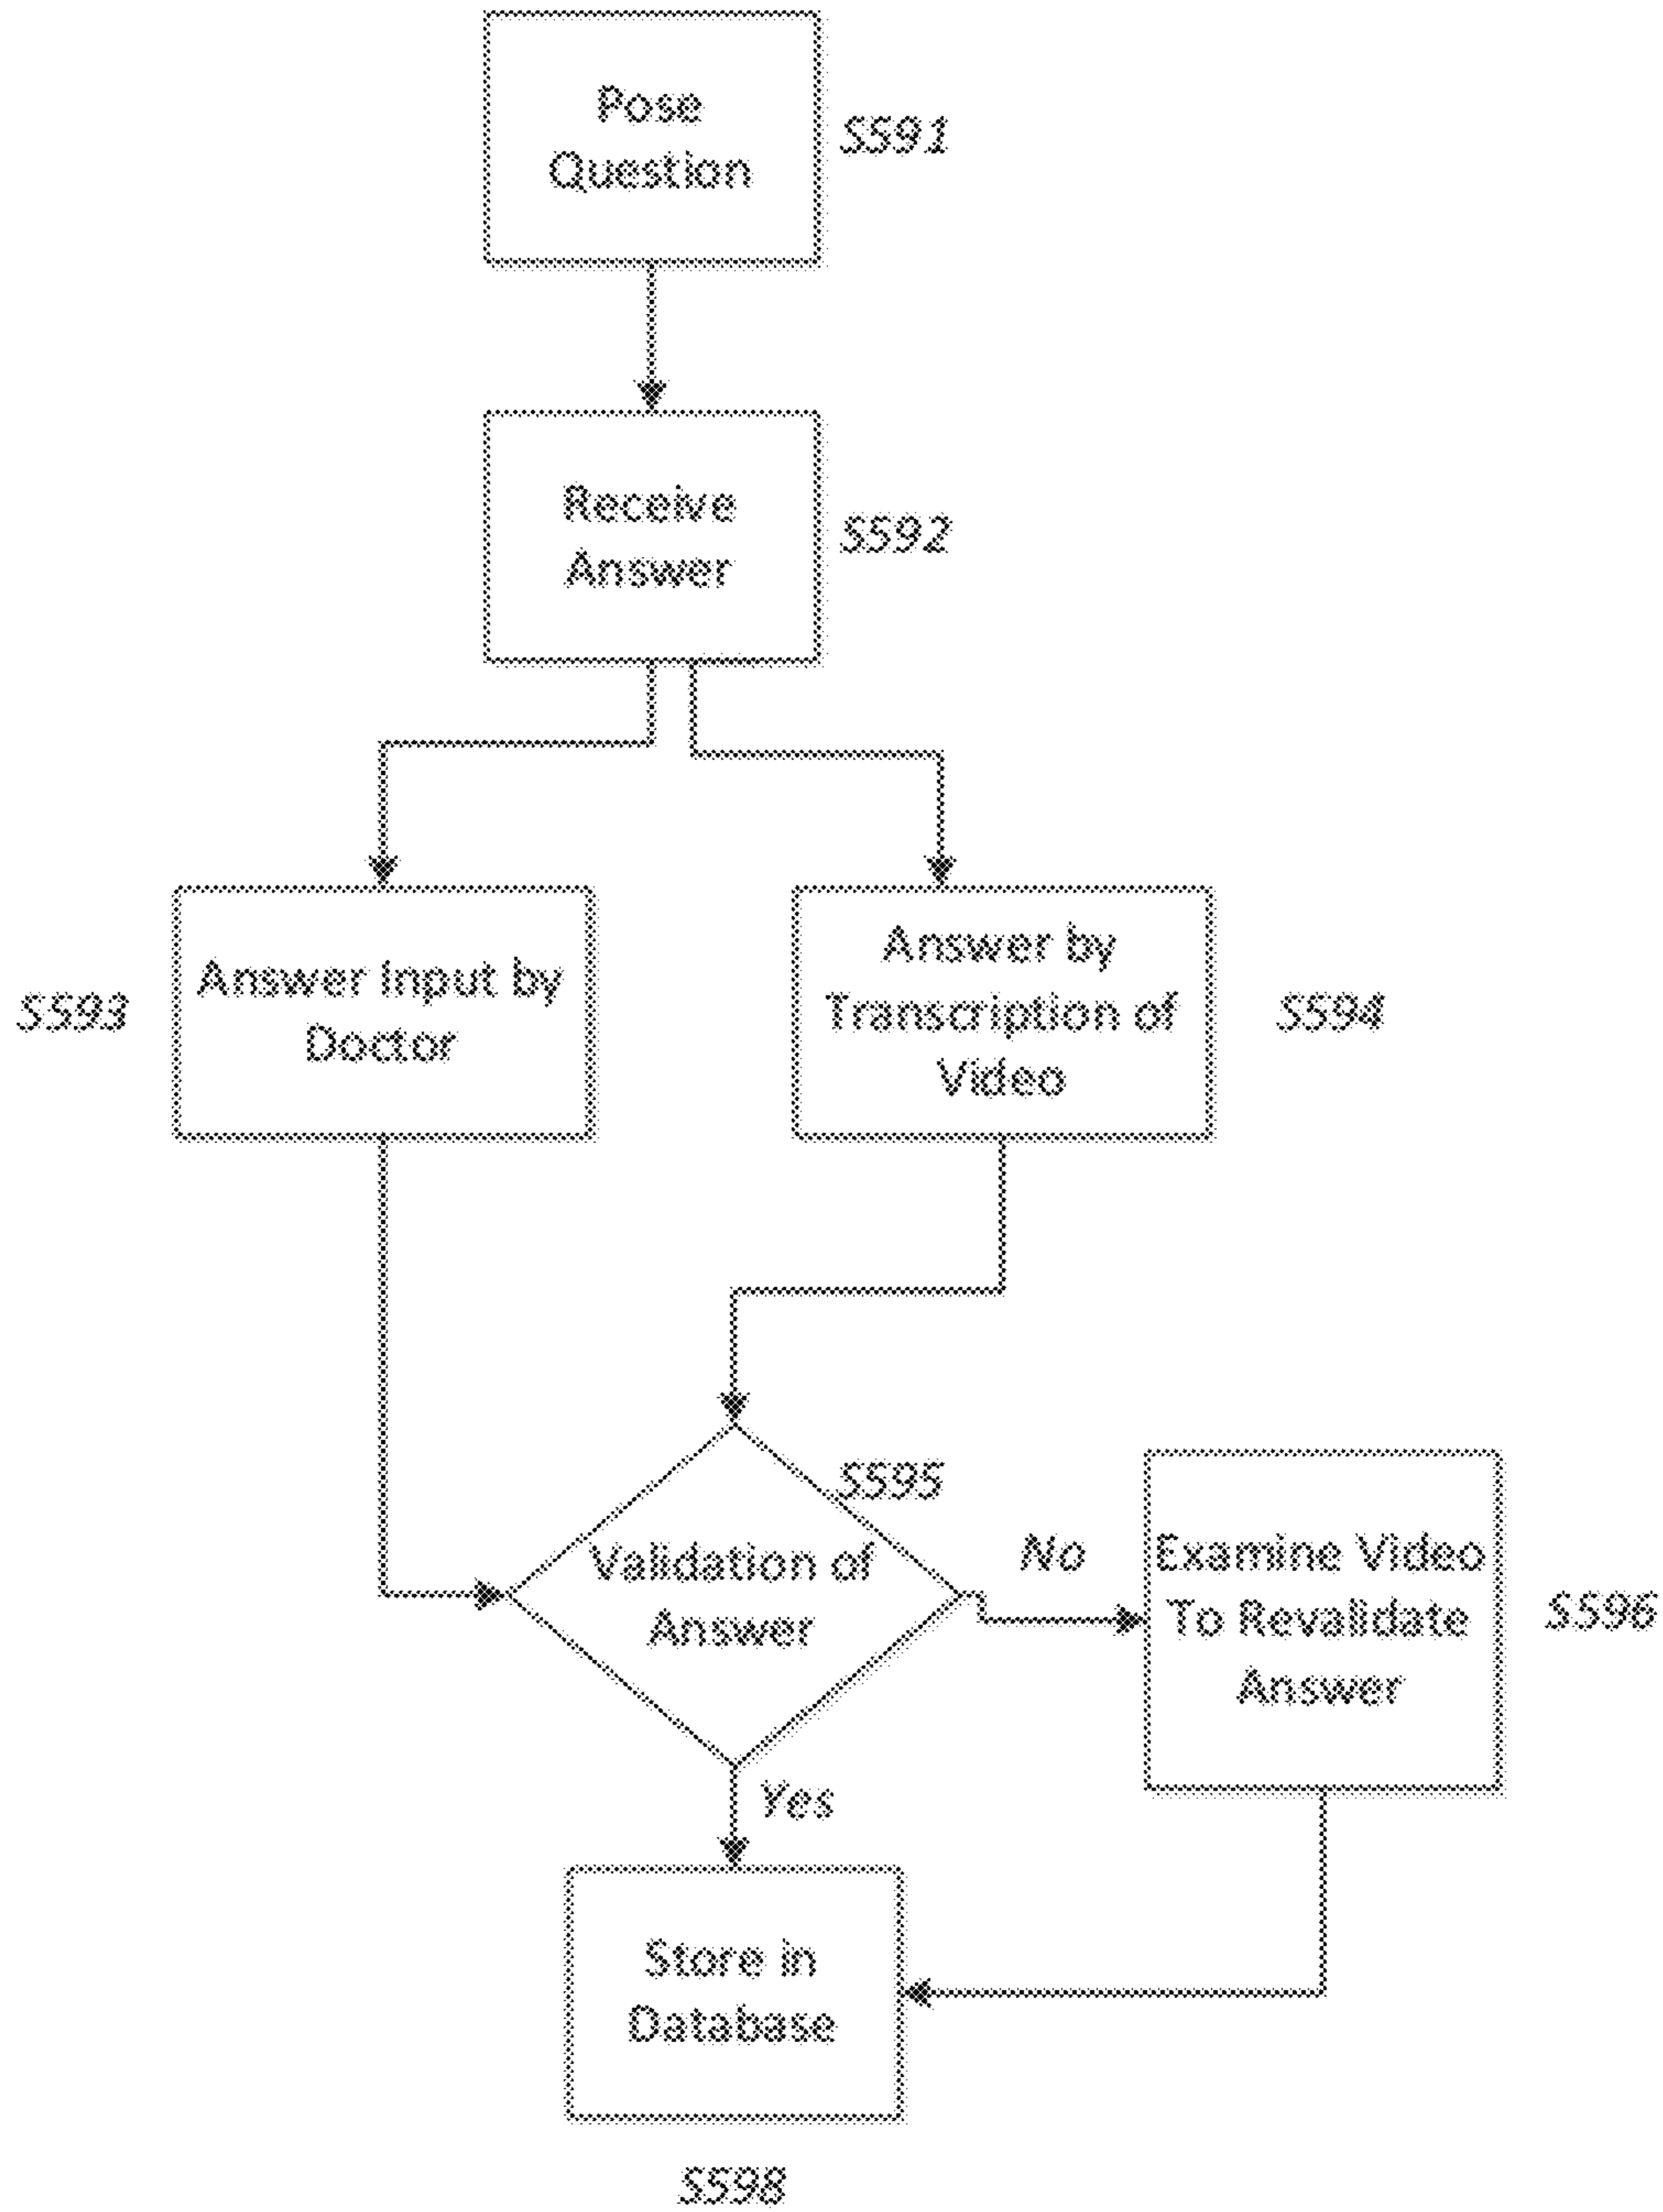 Pose
Question
S591
Receive
Answer
S592
Answer Input by
Doctor
S593
Answer by
Transcription of
Video
S594
S595
Validation of
Answer
No
Examine Video
To Revalidate
Answer
S596
Yes
Store in
Database
S598